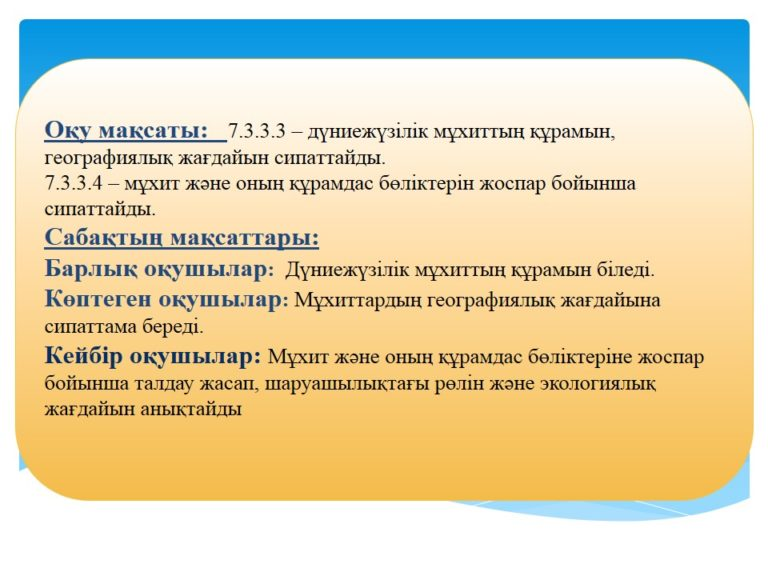 Оқу мақсаты: 7.3.3.3 – дүниежүзілік мұхиттың құрамын,
географиялық жағдайын сипаттайды.
7.3.3.4 – мұхит және оның құрамдас бөліктерін жоспар бойынша
сипаттайды.
Сабақтың мақсаттары:
Барлық оқушылар: Дүниежүзілік мұхиттың құрамын біледі.
Көптеген оқушылар: Мұхиттардың географиялық жағдайына
сипаттама береді.
Кейбір оқушылар: Мұхит және оның құрамдас бөліктеріне жоспар
бойынша талдау жасап, шаруашылықтағы рөлін және экологиялық
жағдайын анықтайды